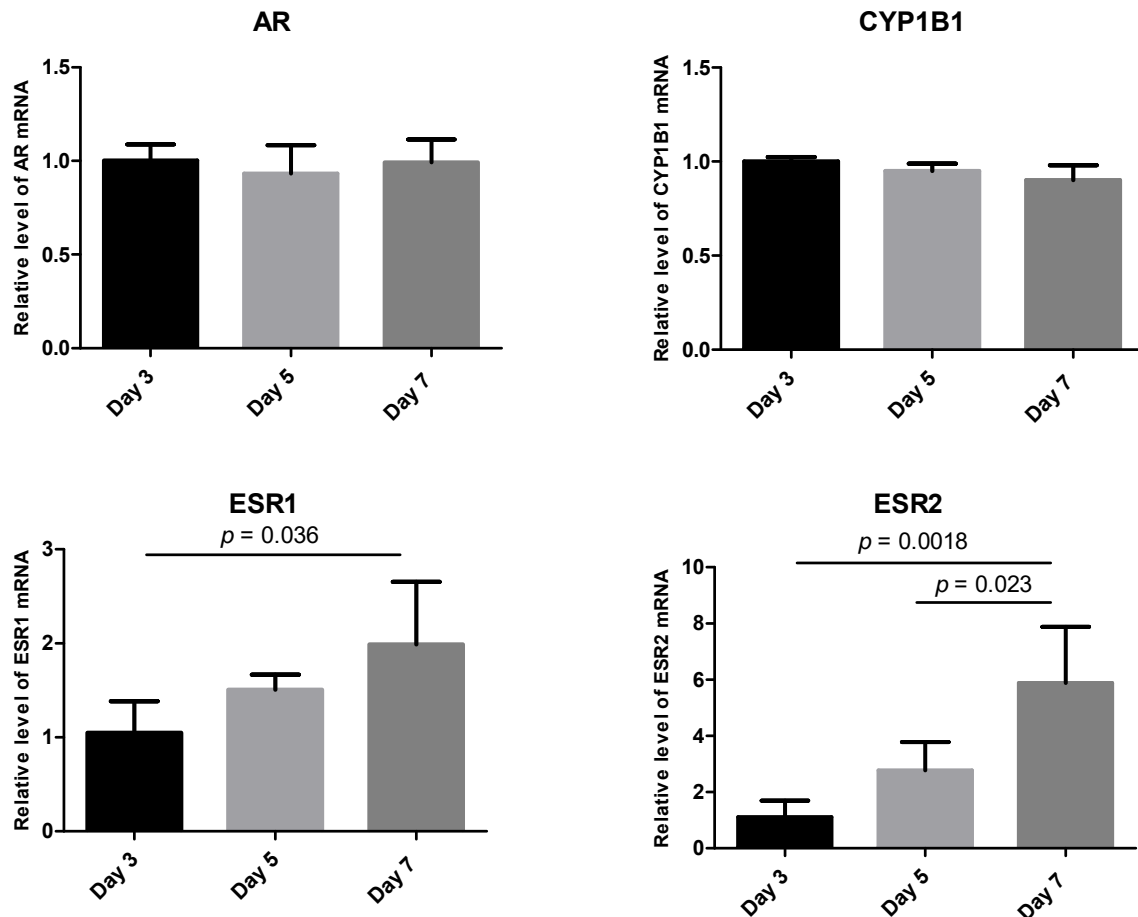 AR
Relative level of AR mRNA
1.5
1.0
0.5
0.0
Day 3
Day 5
Day 7
CYP1B1
Relative level of CYP1B1 mRNA
1.5
1.0
0.5
0.0
Day 3
Day 5
Day 7
ESR1
p = 0.036
Relative level of ESR1 mRNA
3
2
1
0
Day 3
Day 5
Day 7
ESR2
p = 0.0018
p = 0.023
Relative level of ESR2 mRNA
10
8
6
4
2
0
Day 3
Day 5
Day 7